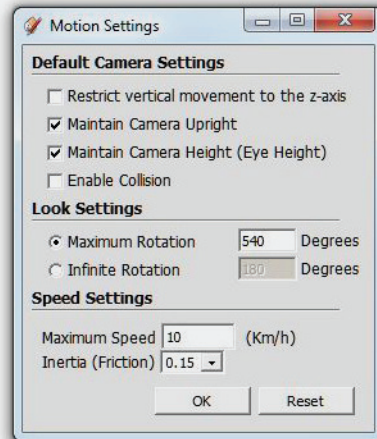 Motion Settings
Default Camera Settings
Restrict vertical movement to the z-axis
Maintain Camera Upright
Maintain Camera Height (Eye Height)
Enable Collision
Look Settings
Maximum Rotation 540 Degrees
Infinite Rotation 180 Degrees
Speed Settings
Maximum Speed 10 (Km/h)
Inertia (Friction) 0.15
OK Reset